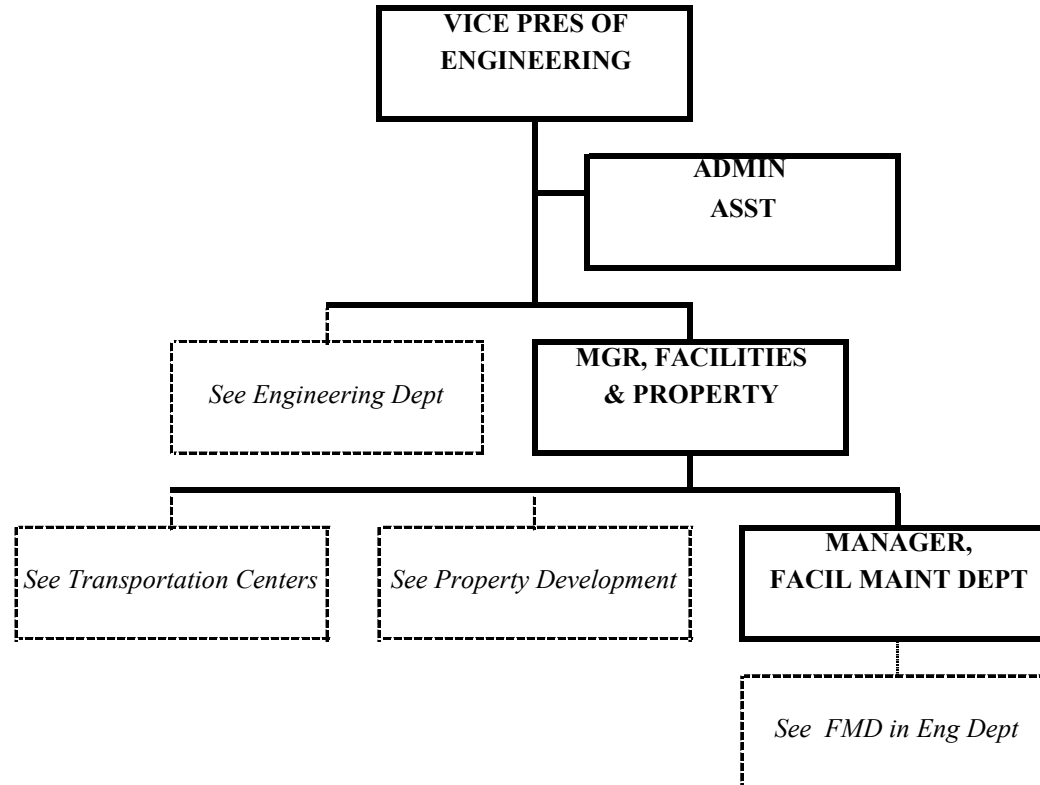 VICE PRES OF
ENGINEERING
ADMIN
ASST
See Engineering Dept
MGR, FACILITIES
& PROPERTY
See Transportation Centers
See Property Development
MANAGER,
FACIL MAINT DEPT
See FMD in Eng Dept